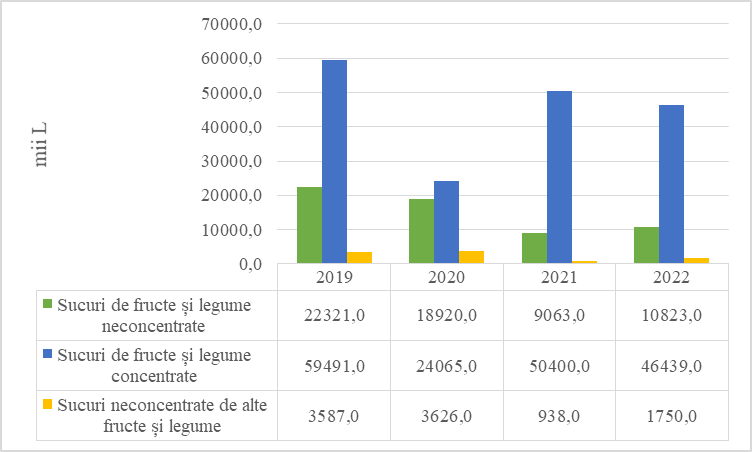 70000,0
60000,0
50000,0
40000,0
30000,0
20000,0
10000,0
0,0
mii L
2019 2020 2021 2022
Sucuri de fructe și legume
neconcentrate
22321,0 18920,0 9063,0 10823,0
Sucuri de fructe și legume
concentrate
59491,0 24065,0 50400,0 46439,0
Sucuri neconcentrate de alte
fructe și legume
3587,0 3626,0 938,0 1750,0